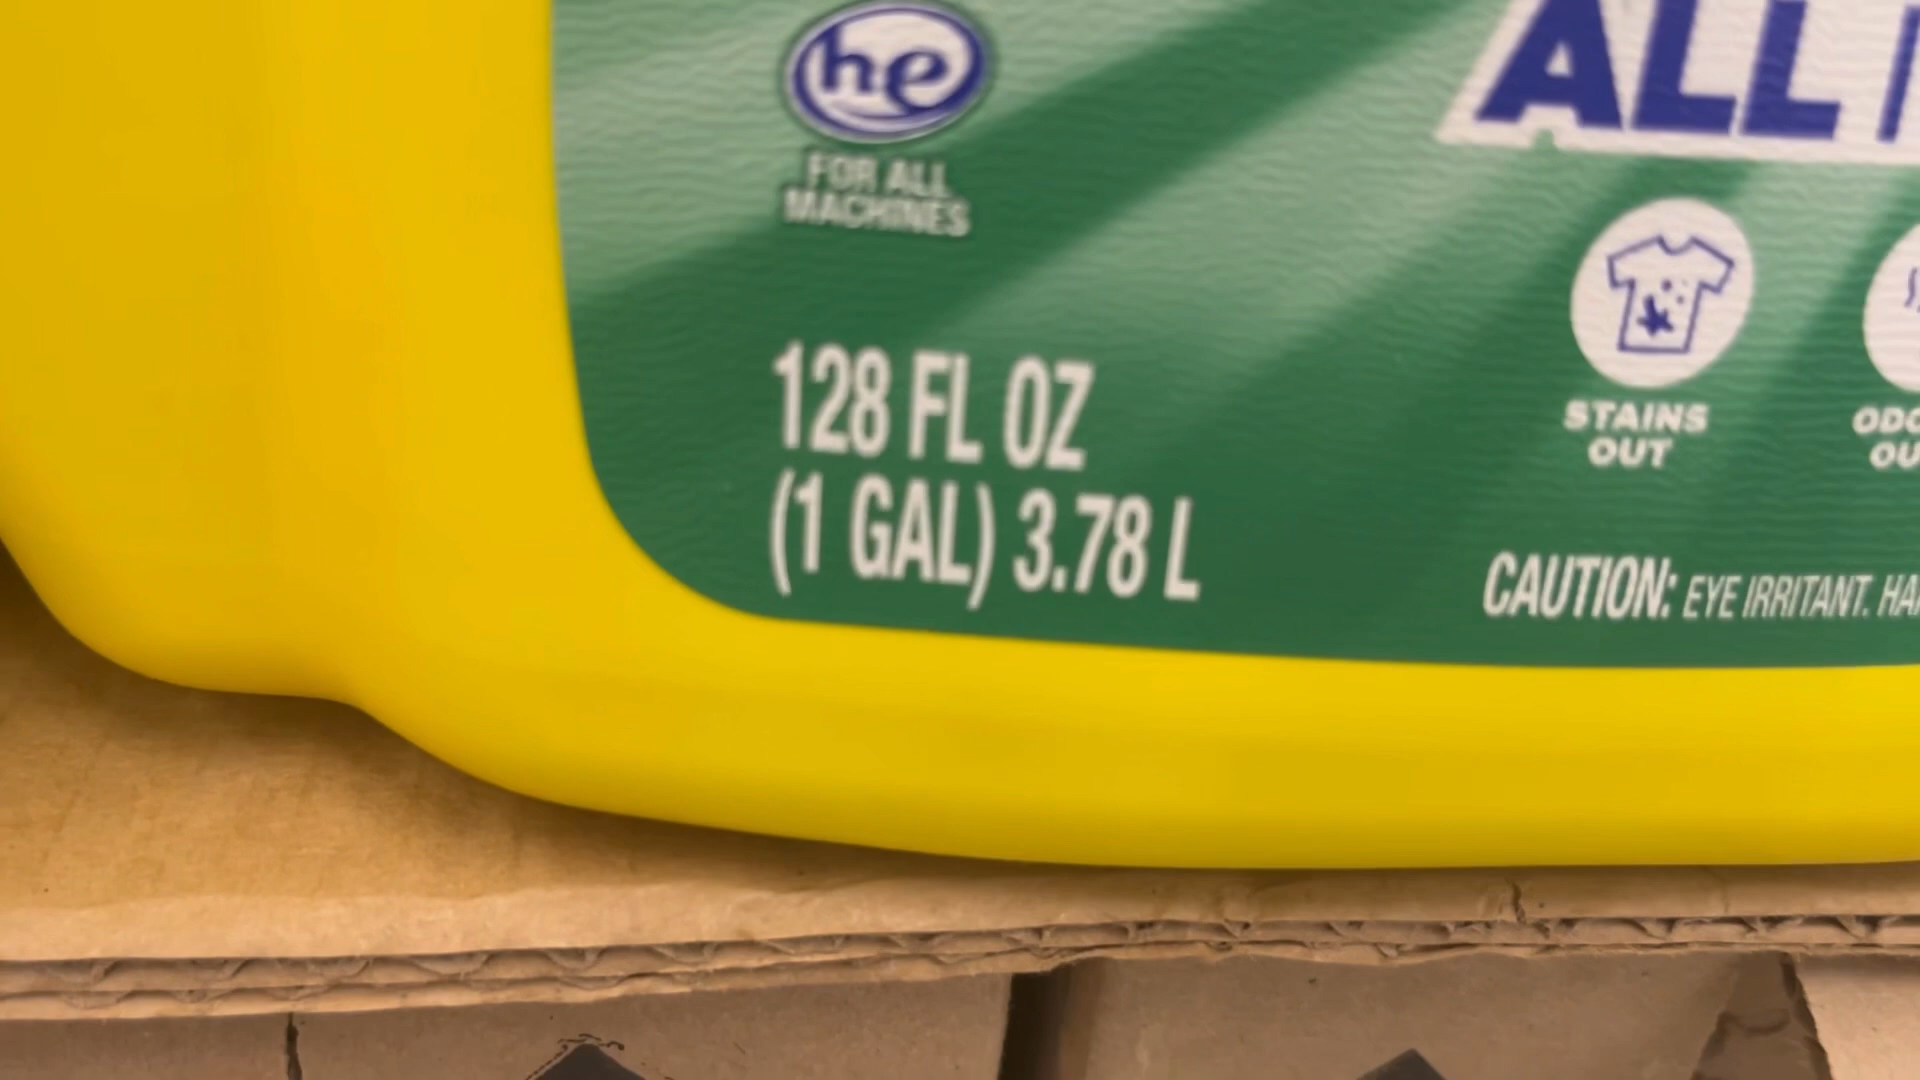 he
FOR ALL
MACHINES
ALL
128 FL OZ
(1 GAL) 3.78 L
STAINS
OUT
CAUTION: EYE IRRITANT.